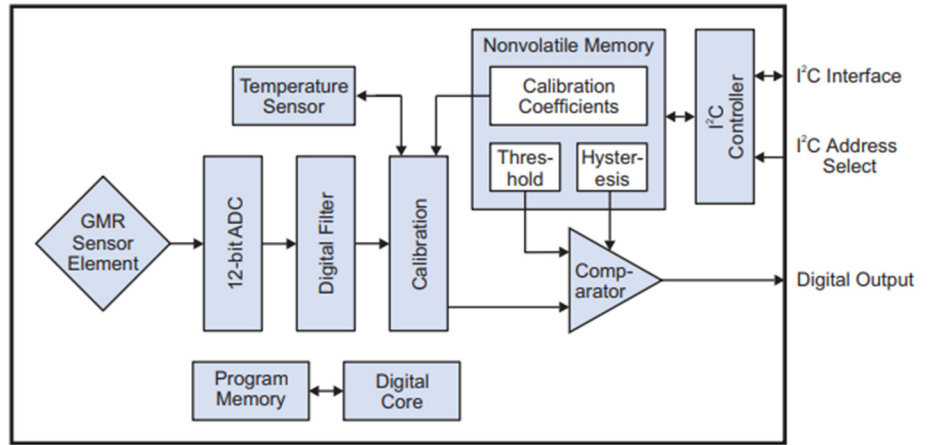 Nonvolatile Memory
Temperature
Sensor
Calibration
Coefficients
I²C
Controller
I²C Interface
I²C Address
Select
Thres-
hold
Hyster-
esis
GMR
Sensor
Element
12-bit ADC
Digital Filter
Calibration
Comp-
arator
Digital Output
Program
Memory
Digital
Core